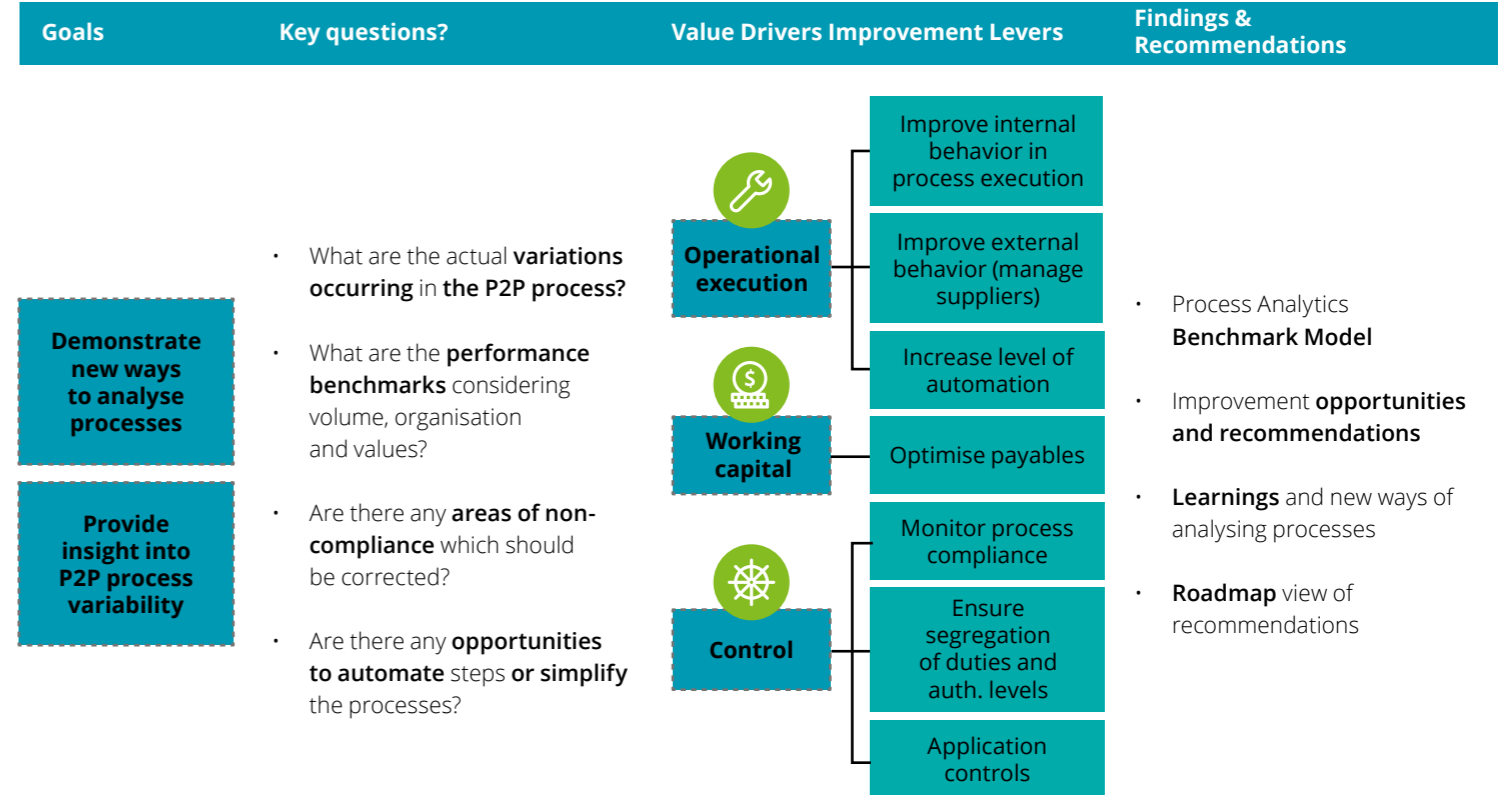 Goals
Key questions?
Value Drivers Improvement Levers
Findings &
Recommendations
Demonstrate
new ways
to analyse
processes
Provide
insight into
P2P process
variability
• What are the actual variations
occurring in the P2P process?
• What are the performance
benchmarks considering
volume, organisation
and values?
• Are there any areas of non-
compliance which should
be corrected?
• Are there any opportunities
to automate steps or simplify
the processes?
Operational
execution
Improve internal
behavior in
process execution
Improve external
behavior (manage
suppliers)
Increase level of
automation
$
Working
capital
Optimise payables
Control
Monitor process
compliance
Ensure
segregation
of duties and
auth. levels
Application
controls
• Process Analytics
Benchmark Model
• Improvement opportunities
and recommendations
• Learnings and new ways of
analysing processes
• Roadmap view of
recommendations